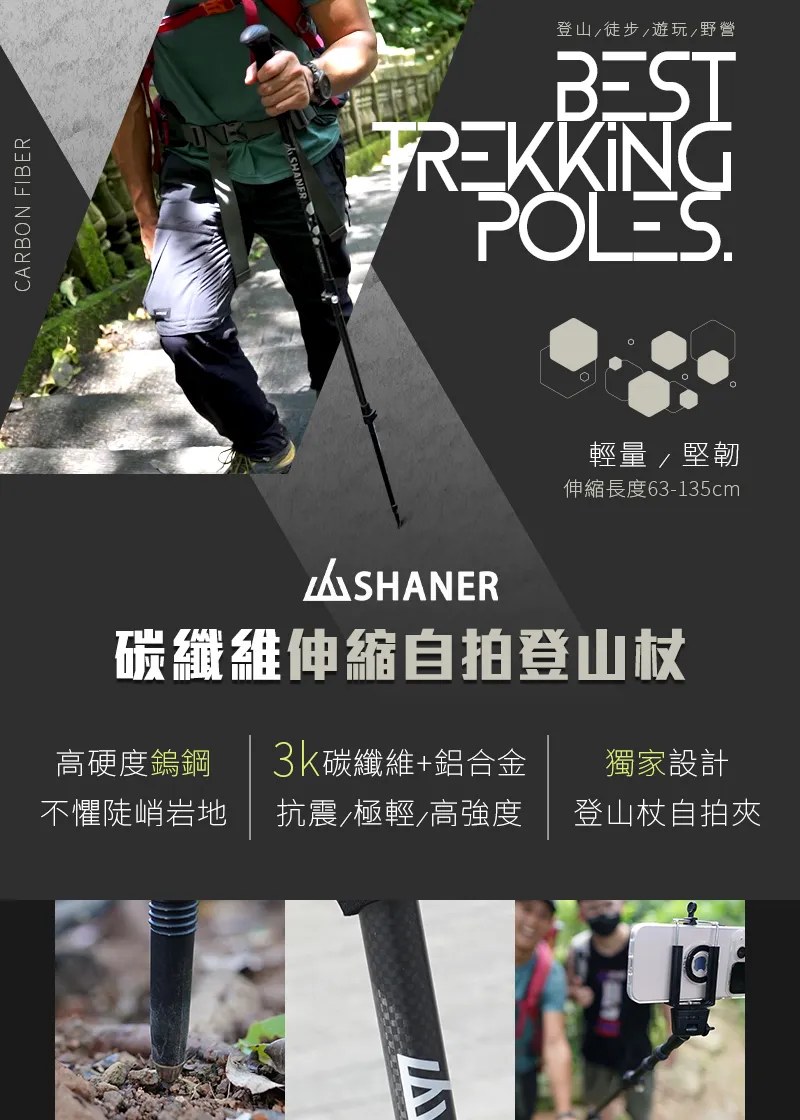 登山/徒步/遊玩/野營
BEST
TREKKiNG
POLES.
CARBON FIBER
SHANER
輕量 / 堅韌
伸縮長度63-135cm
SHANER
碳纖維伸縮自拍登山杖
高硬度鎢鋼
不懼陡峭岩地
3k碳纖維+鋁合金
抗震/極輕/高強度
獨家設計
登山杖自拍夾